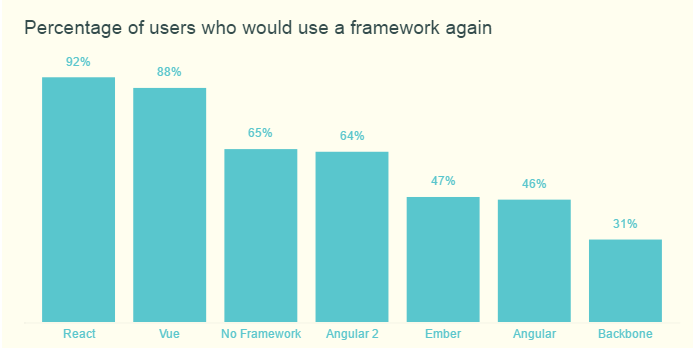 Percentage of users who would use a framework again
92%
88%
65%
64%
47%
46%
31%
React
Vue
No Framework
Angular 2
Ember
Angular
Backbone